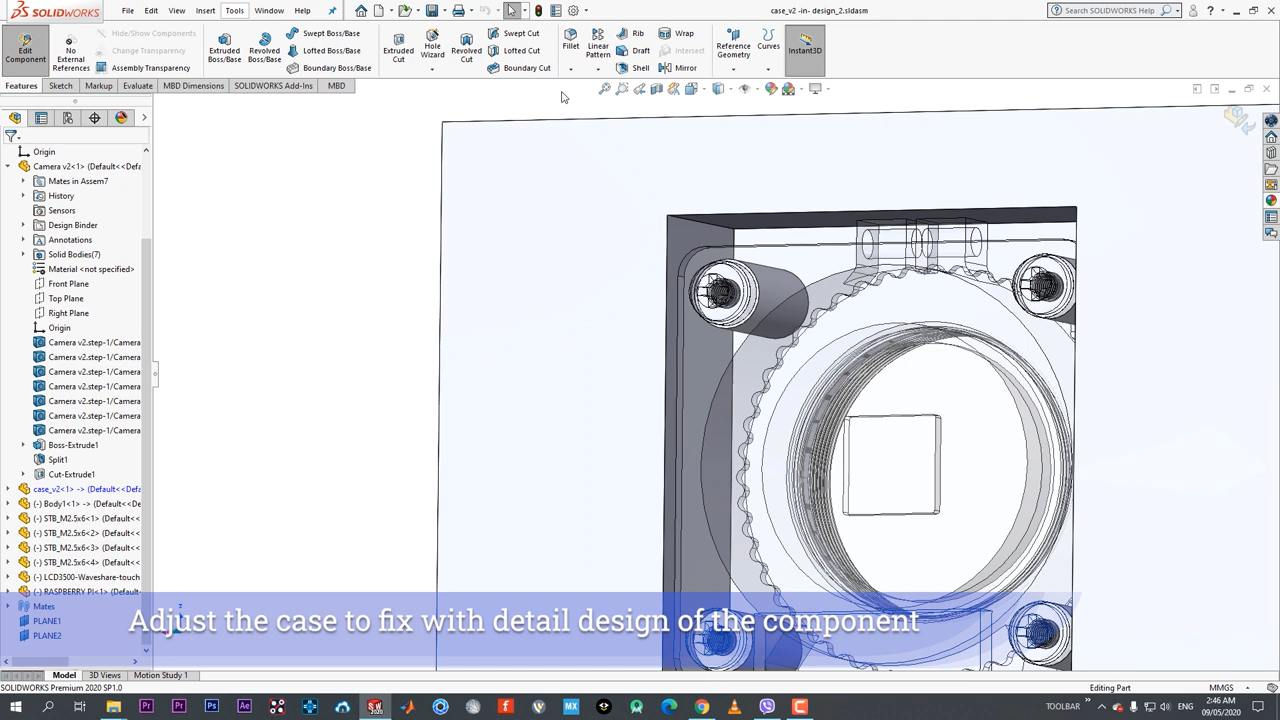 SOLIDWORKS File Edit View Insert Tools Window Help case_v2 -in- design_2.sldasm Search SOLIDWORKS Help
Edit Component
No External References
Hide/Show Components
Change Transparency
Assembly Transparency
Extruded Boss/Base
Revolved Boss/Base
Swept Boss/Base
Lofted Boss/Base
Boundary Boss/Base
Extruded Cut
Hole Wizard
Revolved Cut
Swept Cut
Lofted Cut
Boundary Cut
Fillet
Linear Pattern
Rib
Draft
Shell
Wrap
Intersect
Mirror
Reference Geometry
Curves
Instant3D
Features Sketch Markup Evaluate MBD Dimensions SOLIDWORKS Add-Ins MBD
Origin
Camera v2<1> (Default<<Defa
Mates in Assem7
History
Sensors
Design Binder
Annotations
Solid Bodies(7)
Material <not specified>
Front Plane
Top Plane
Right Plane
Origin
Camera v2.step-1/Camera
Camera v2.step-1/Camera
Camera v2.step-1/Camera
Camera v2.step-1/Camera
Camera v2.step-1/Camera
Camera v2.step-1/Camera
Camera v2.step-1/Camera
Boss-Extrude1
Split1
Cut-Extrude1
case_v2<1> -> (Default<<Defa
(-) Body1<1> -> (Default<<De
(-) STB_M2.5x6<1> (Default<
(-) STB_M2.5x6<2> (Default<
(-) STB_M2.5x6<3> (Default<
(-) STB_M2.5x6<4> (Default<
(-) LCD3500-Waveshare-touch
(-) RASPBERRY PI<1> (Default<
Mates
PLANE1
PLANE2
Adjust the case to fix with detail design of the component
Model 3D Views Motion Study 1
SOLIDWORKS Premium 2020 SP1.0 Editing Part MMGS
TOOLBAR ENG 2:46 AM
09/05/2020